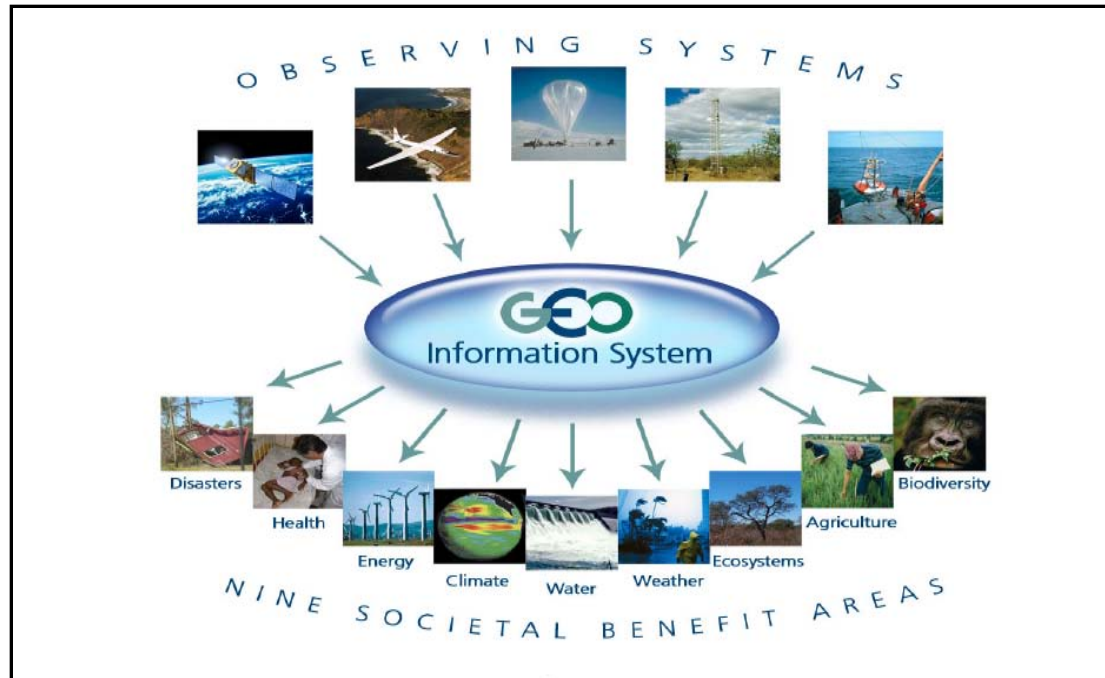 OBSERVING SYSTEMS
GEO
Information System
Disasters
Health
Energy
Climate
Water
Weather
Ecosystems
Agriculture
Biodiversity
NINE SOCIETAL BENEFIT AREAS